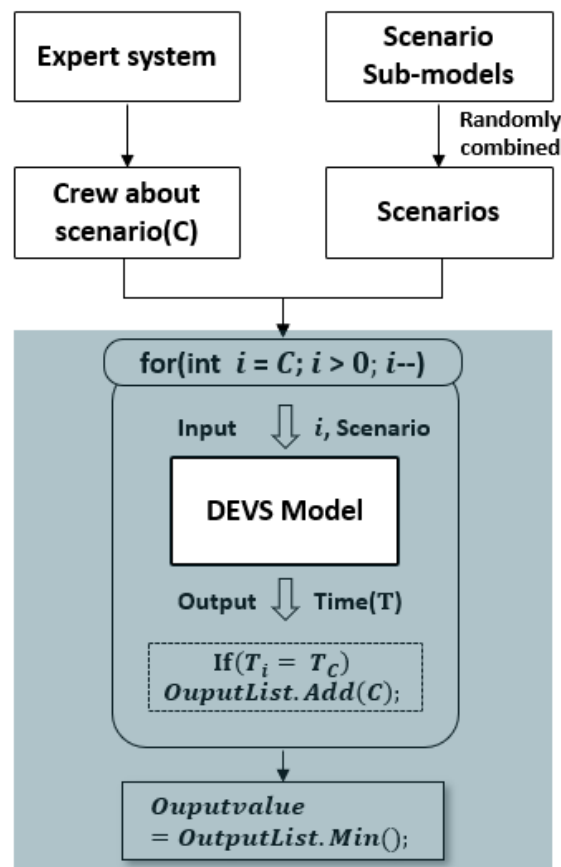 Expert system
Scenario
Sub-models
Randomly
combined
Crew about
scenario(C)
Scenarios
for(int i = C; i > 0; i--)
Input
i, Scenario
DEVS Model
Output
Time(T)
If(T_i = T_C)
OuputList.Add(C);
Ouputvalue
= OutputList.Min();